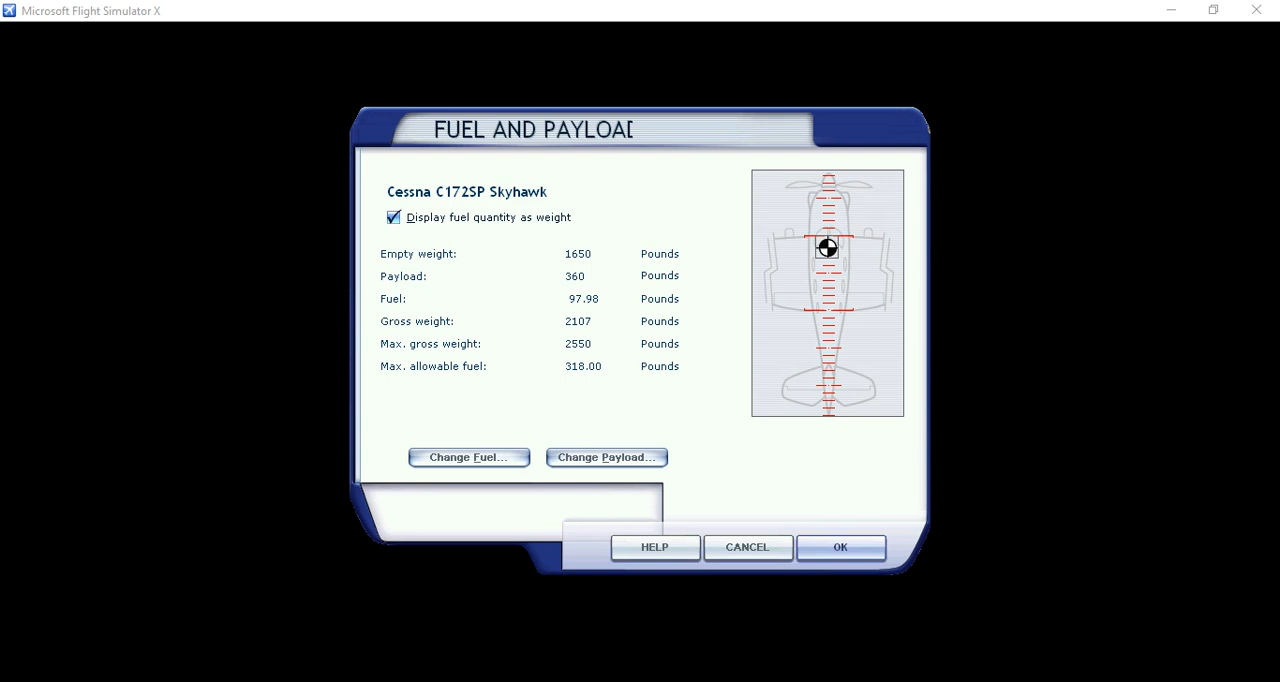 Microsoft Flight Simulator X
FUEL AND PAYLOAD
Cessna C172SP Skyhawk
Display fuel quantity as weight
Empty weight: 1650 Pounds
Payload: 360 Pounds
Fuel: 97.98 Pounds
Gross weight: 2107 Pounds
Max. gross weight: 2550 Pounds
Max. allowable fuel: 318.00 Pounds
Change Fuel... Change Payload...
HELP CANCEL OK